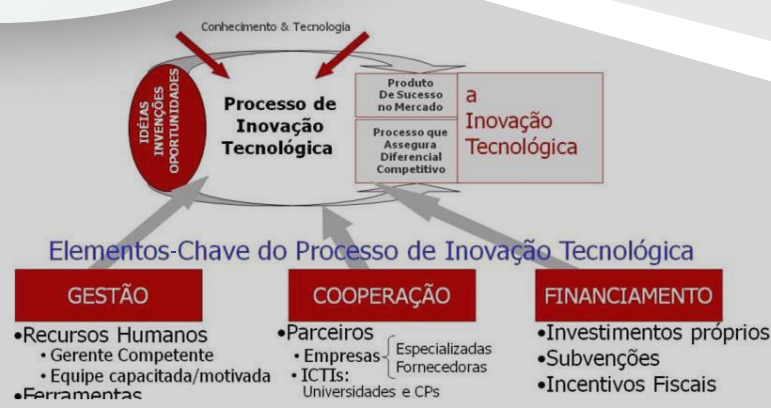 Conhecimento & Tecnologia
IDÉIAS
INVENÇÕES
OPORTUNIDADES
Processo de
Inovação
Tecnológica
Produto
De Sucesso
no Mercado
Processo que
Assegura
Diferencial
Competitivo
a
Inovação
Tecnológica
Elementos-Chave do Processo de Inovação Tecnológica
GESTÃO
•Recursos Humanos
• Gerente Competente
• Equipe capacitada/motivada
•Ferramentas
COOPERAÇÃO
•Parceiros
• Empresas
Especializadas
Fornecedoras
• ICTIs:
Universidades e CPs
FINANCIAMENTO
•Investimentos próprios
•Subvenções
•Incentivos Fiscais